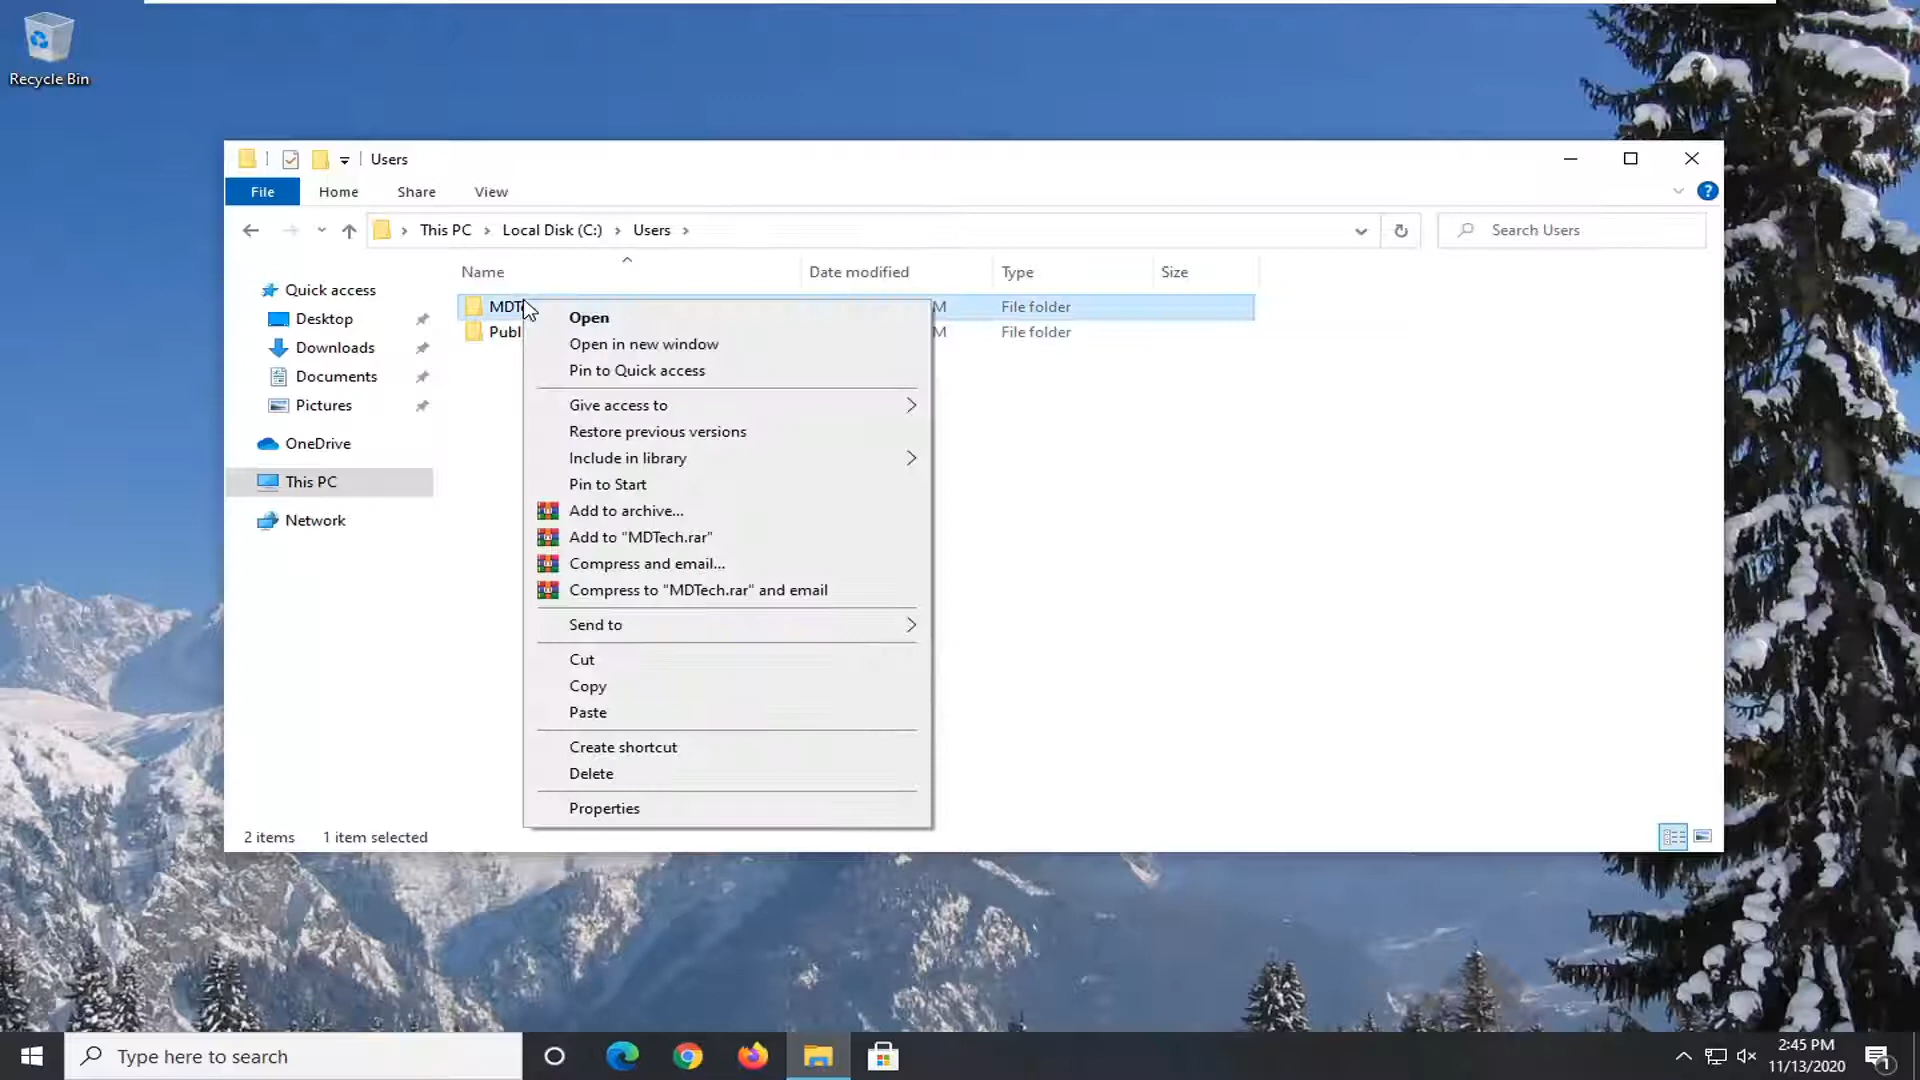 Recycle Bin
Users
File
Home
Share
View
?
This PC
Local Disk (C:)
Users
Search Users
Name
Date modified
Type
Size
Quick access
Desktop
Downloads
Documents
Pictures
OneDrive
This PC
Network
M
File folder
M
File folder
Open
Open in new window
Pin to Quick access
Give access to
Restore previous versions
Include in library
Pin to Start
Add to archive...
Add to "MDTech.rar"
Compress and email...
Compress to "MDTech.rar" and email
Send to
Cut
Copy
Paste
Create shortcut
Delete
Properties
2 items
1 item selected
Type here to search
2:45 PM
11/13/2020
1